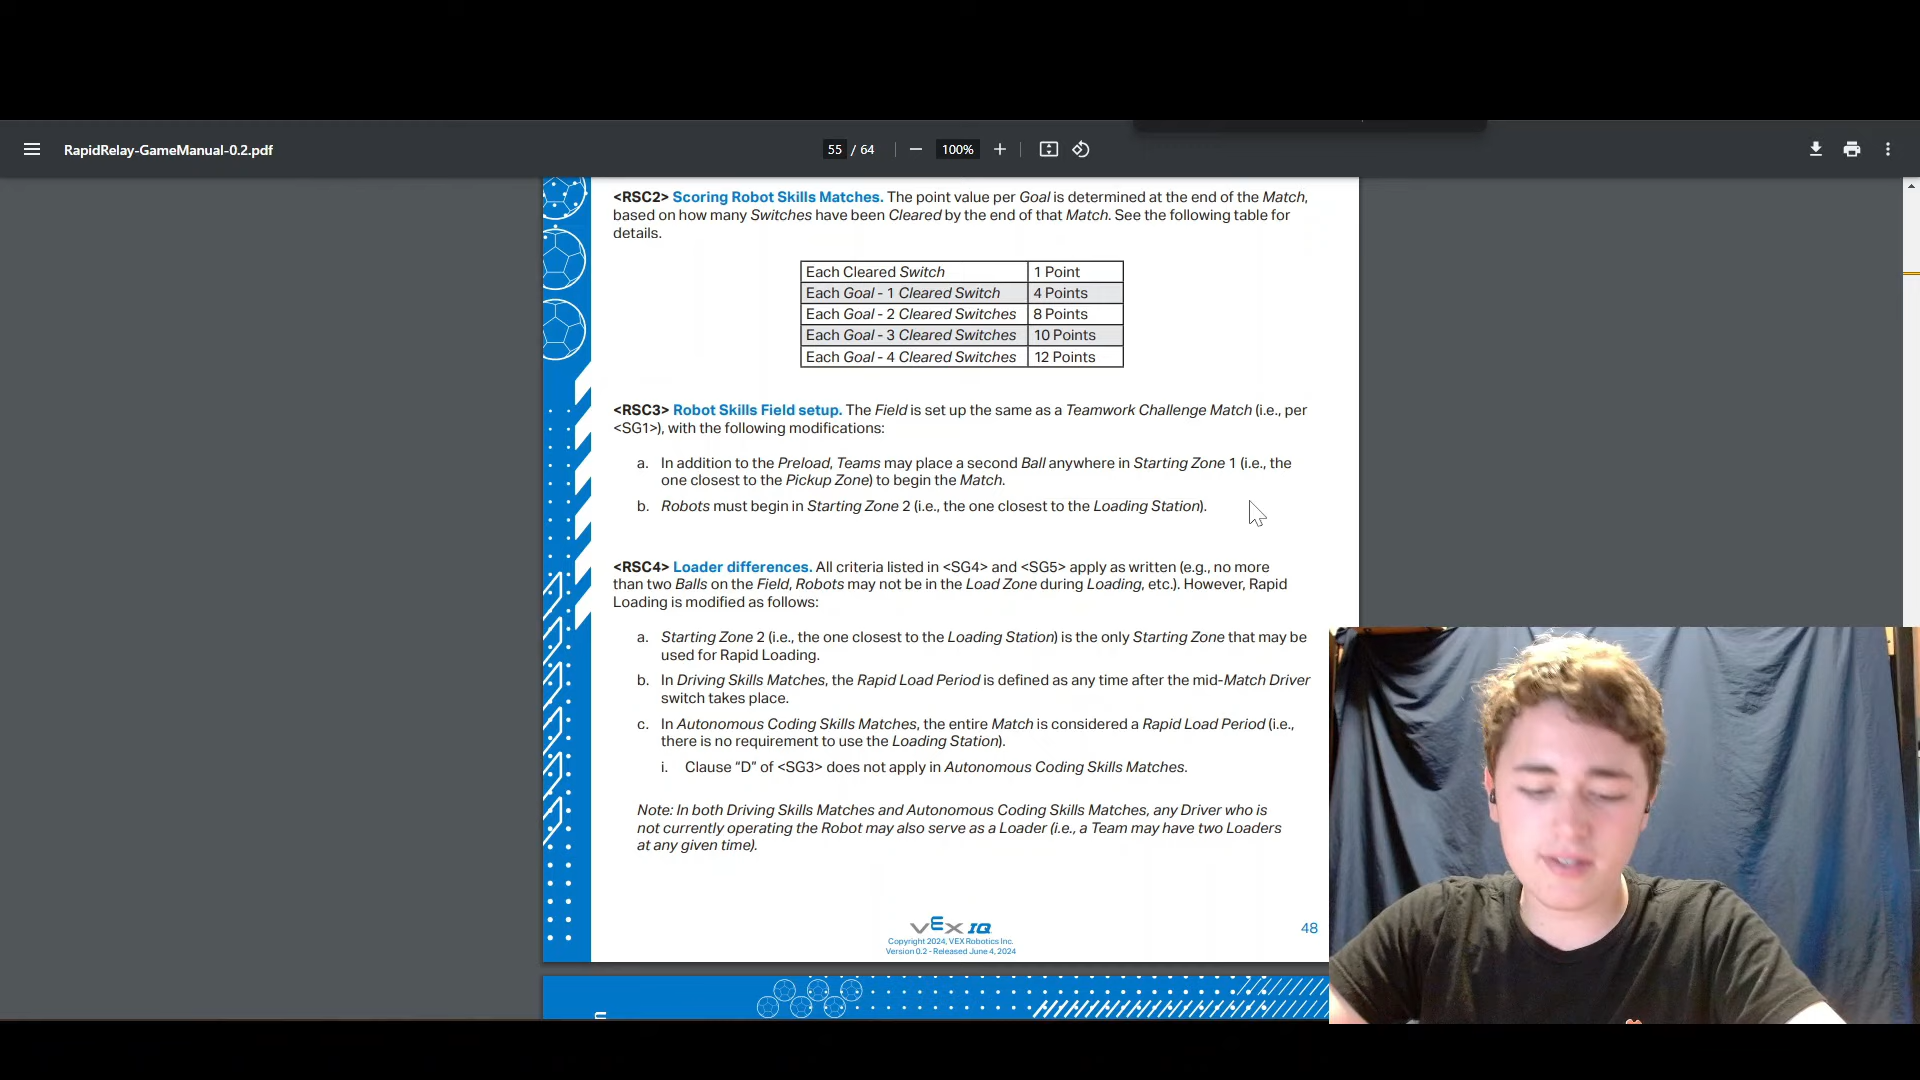 RapidRelay-GameManual-0.2.pdf
55 / 64
100%
<RSC2> Scoring Robot Skills Matches. The point value per Goal is determined at the end of the Match,
based on how many Switches have been Cleared by the end of that Match. See the following table for
details.
Each Cleared Switch 1 Point
Each Goal - 1 Cleared Switch 4 Points
Each Goal - 2 Cleared Switches 8 Points
Each Goal - 3 Cleared Switches 10 Points
Each Goal - 4 Cleared Switches 12 Points
<RSC3> Robot Skills Field setup. The Field is set up the same as a Teamwork Challenge Match (i.e., per
<SG1>), with the following modifications:
a. In addition to the Preload, Teams may place a second Ball anywhere in Starting Zone 1 (i.e., the
one closest to the Pickup Zone) to begin the Match.
b. Robots must begin in Starting Zone 2 (i.e., the one closest to the Loading Station).
<RSC4> Loader differences. All criteria listed in <SG4> and <SG5> apply as written (e.g., no more
than two Balls on the Field, Robots may not be in the Load Zone during Loading, etc.). However, Rapid
Loading is modified as follows:
a. Starting Zone 2 (i.e., the one closest to the Loading Station) is the only Starting Zone that may be
used for Rapid Loading.
b. In Driving Skills Matches, the Rapid Load Period is defined as any time after the mid-Match Driver
switch takes place.
c. In Autonomous Coding Skills Matches, the entire Match is considered a Rapid Load Period (i.e.,
there is no requirement to use the Loading Station).
i. Clause “D” of <SG3> does not apply in Autonomous Coding Skills Matches.
Note: In both Driving Skills Matches and Autonomous Coding Skills Matches, any Driver who is
not currently operating the Robot may also serve as a Loader (i.e., a Team may have two Loaders
at any given time).
VEX IQ
Copyright 2024, VEX Robotics Inc.
Version 0.2 - Released June 4, 2024
48